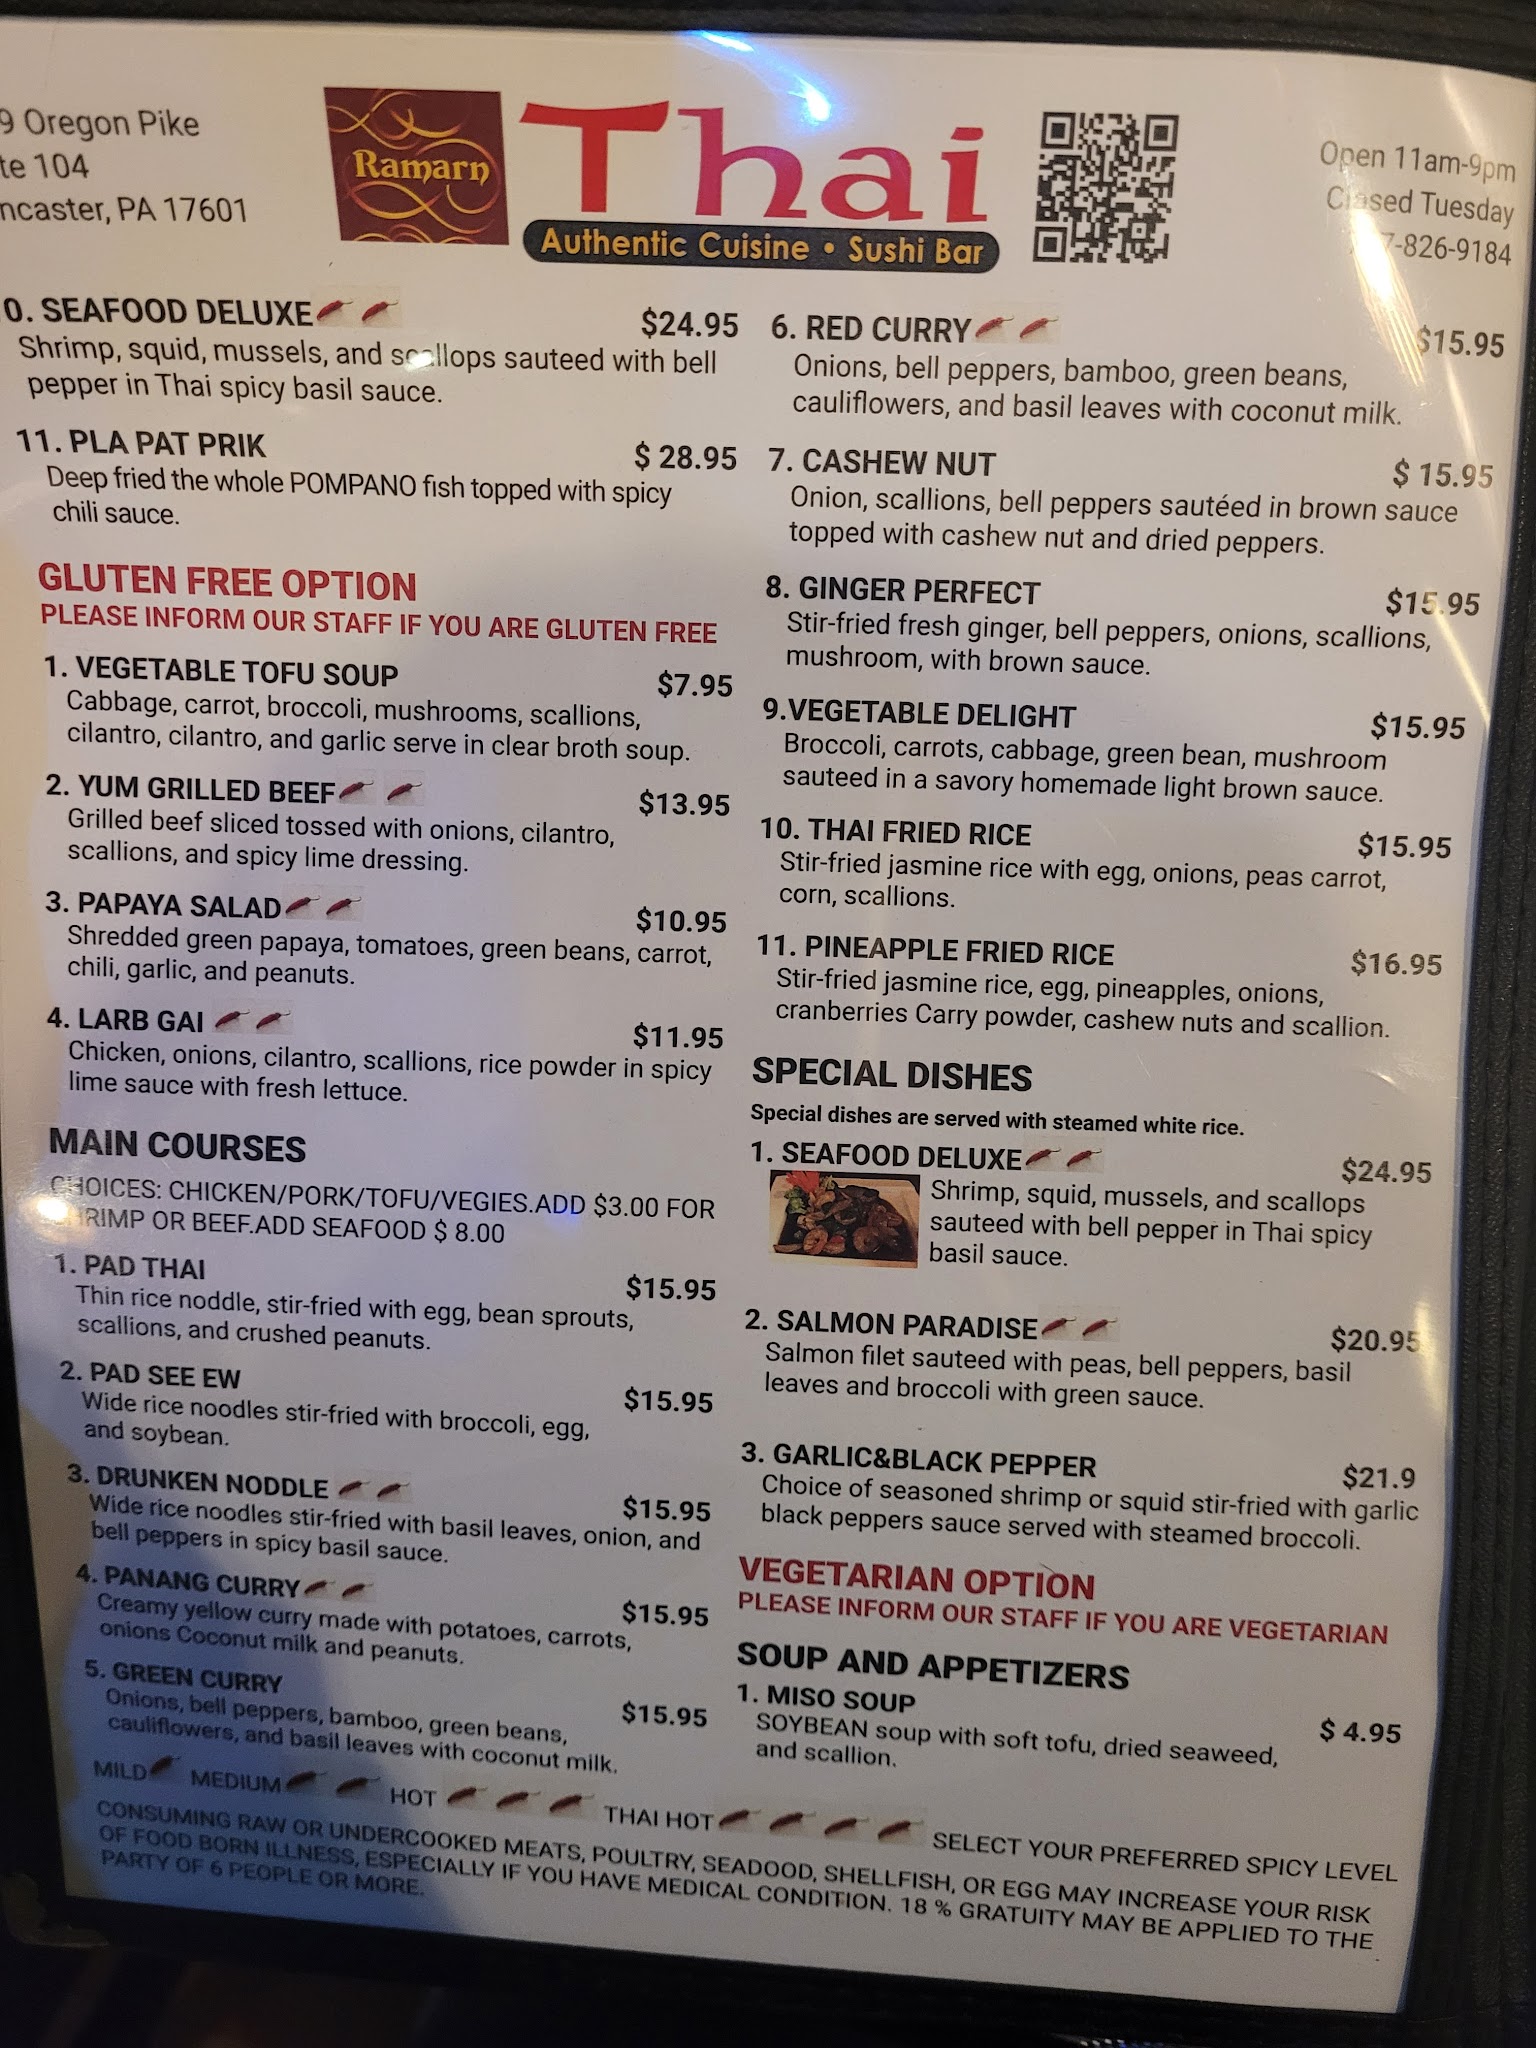 9 Oregon Pike
te 104
ncaster, PA 17601
Ramarn
Thai
Authentic Cuisine • Sushi Bar
Open 11am-9pm
Closed Tuesday
7-826-9184
0. SEAFOOD DELUXE
$24.95
Shrimp, squid, mussels, and scallops sauteed with bell
pepper in Thai spicy basil sauce.
11. PLA PAT PRIK
$ 28.95
Deep fried the whole POMPANO fish topped with spicy
chili sauce.
GLUTEN FREE OPTION
PLEASE INFORM OUR STAFF IF YOU ARE GLUTEN FREE
1. VEGETABLE TOFU SOUP
$7.95
Cabbage, carrot, broccoli, mushrooms, scallions,
cilantro, cilantro, and garlic serve in clear broth soup.
2. YUM GRILLED BEEF
$13.95
Grilled beef sliced tossed with onions, cilantro,
scallions, and spicy lime dressing.
3. PAPAYA SALAD
$10.95
Shredded green papaya, tomatoes, green beans, carrot,
chili, garlic, and peanuts.
4. LARB GAI
$11.95
Chicken, onions, cilantro, scallions, rice powder in spicy
lime sauce with fresh lettuce.
MAIN COURSES
CHOICES: CHICKEN/PORK/TOFU/VEGIES.ADD $3.00 FOR
SHRIMP OR BEEF.ADD SEAFOOD $ 8.00
1. PAD THAI
$15.95
Thin rice noddle, stir-fried with egg, bean sprouts,
scallions, and crushed peanuts.
2. PAD SEE EW
$15.95
Wide rice noodles stir-fried with broccoli, egg,
and soybean.
3. DRUNKEN NODDLE
$15.95
Wide rice noodles stir-fried with basil leaves, onion, and
bell peppers in spicy basil sauce.
4. PANANG CURRY
$15.95
Creamy yellow curry made with potatoes, carrots,
onions Coconut milk and peanuts.
5. GREEN CURRY
$15.95
Onions, bell peppers, bamboo, green beans,
cauliflowers, and basil leaves with coconut milk.
6. RED CURRY
$15.95
Onions, bell peppers, bamboo, green beans,
cauliflowers, and basil leaves with coconut milk.
7. CASHEW NUT
$ 15.95
Onion, scallions, bell peppers sautéed in brown sauce
topped with cashew nut and dried peppers.
8. GINGER PERFECT
$15.95
Stir-fried fresh ginger, bell peppers, onions, scallions,
mushroom, with brown sauce.
9.VEGETABLE DELIGHT
$15.95
Broccoli, carrots, cabbage, green bean, mushroom
sauteed in a savory homemade light brown sauce.
10. THAI FRIED RICE
$15.95
Stir-fried jasmine rice with egg, onions, peas carrot,
corn, scallions.
11. PINEAPPLE FRIED RICE
$16.95
Stir-fried jasmine rice, egg, pineapples, onions,
cranberries Carry powder, cashew nuts and scallion.
SPECIAL DISHES
Special dishes are served with steamed white rice.
1. SEAFOOD DELUXE
$24.95
Shrimp, squid, mussels, and scallops
sauteed with bell pepper in Thai spicy
basil sauce.
2. SALMON PARADISE
$20.95
Salmon filet sauteed with peas, bell peppers, basil
leaves and broccoli with green sauce.
3. GARLIC&BLACK PEPPER
$21.9
Choice of seasoned shrimp or squid stir-fried with garlic
black peppers sauce served with steamed broccoli.
VEGETARIAN OPTION
PLEASE INFORM OUR STAFF IF YOU ARE VEGETARIAN
SOUP AND APPETIZERS
1. MISO SOUP
$ 4.95
SOYBEAN soup with soft tofu, dried seaweed,
and scallion.
MILD MEDIUM HOT THAI HOT SELECT YOUR PREFERRED SPICY LEVEL
CONSUMING RAW OR UNDERCOOKED MEATS, POULTRY, SEADOOD, SHELLFISH, OR EGG MAY INCREASE YOUR RISK
OF FOOD BORN ILLNESS, ESPECIALLY IF YOU HAVE MEDICAL CONDITION. 18 % GRATUITY MAY BE APPLIED TO THE
PARTY OF 6 PEOPLE OR MORE.